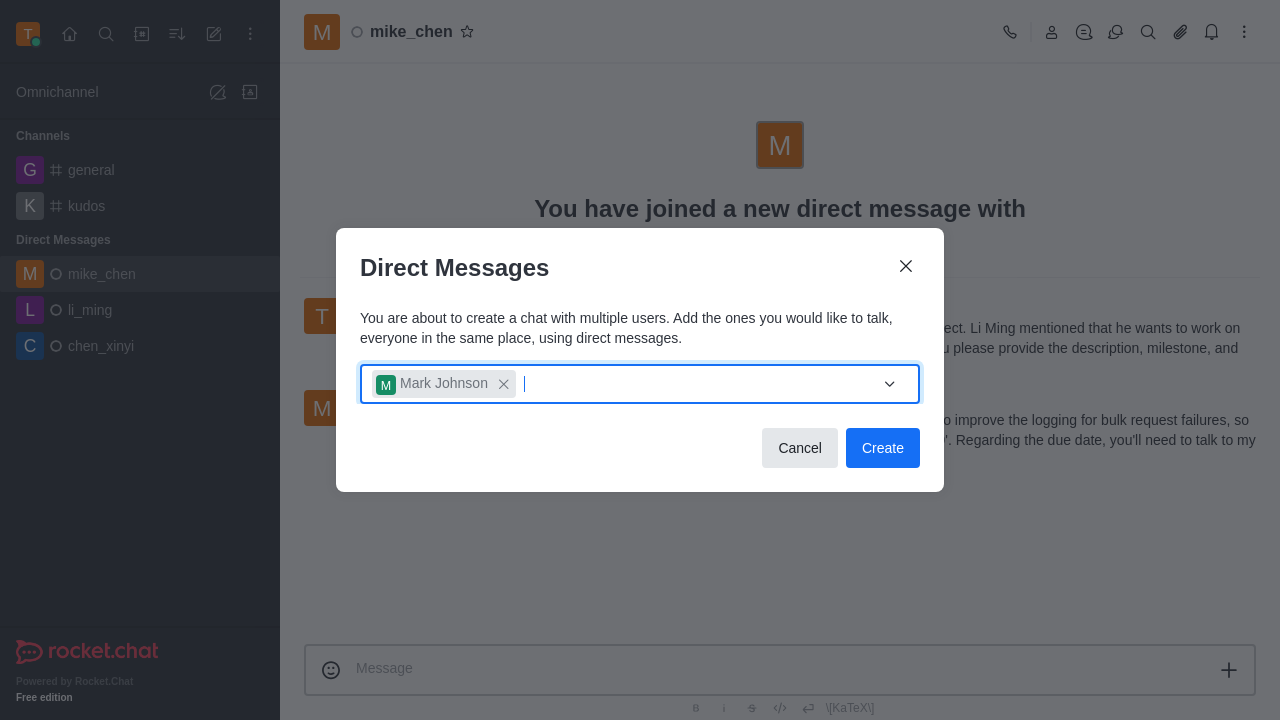 T
Omnichannel
Channels
G general
K kudos
Direct Messages
M mike_chen
L li_ming
C chen_xinyi
rocket.chat
Powered by Rocket.Chat
Free edition
M mike_chen
M
You have joined a new direct message with
T
ect. Li Ming mentioned that he wants to work on
please provide the description, milestone, and
M
o improve the logging for bulk request failures, so
'. Regarding the due date, you'll need to talk to my
Direct Messages
You are about to create a chat with multiple users. Add the ones you would like to talk,
everyone in the same place, using direct messages.
M Mark Johnson
Cancel
Create
Message
B i S </> \[KaTeX\]